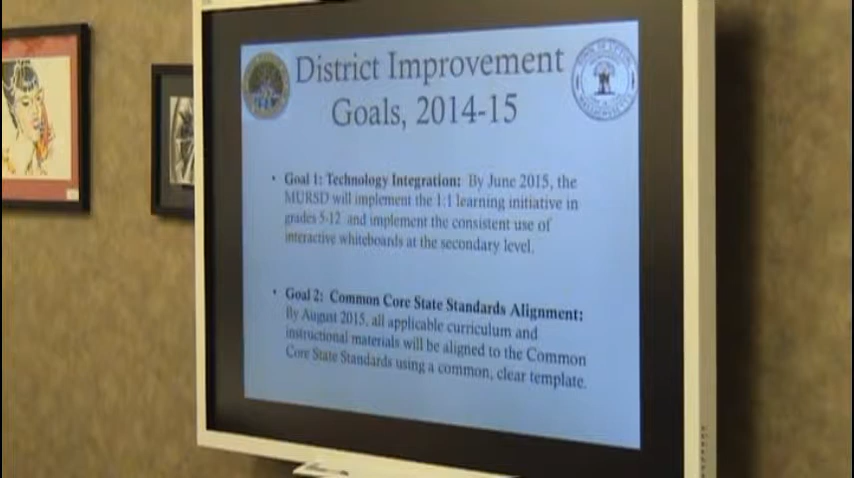 District Improvement
Goals, 2014-15
• Goal 1: Technology Integration: By June 2015, the
MURSD will implement the 1:1 learning initiative in
grades 5-12 and implement the consistent use of
interactive whiteboards at the secondary level.
• Goal 2: Common Core State Standards Alignment:
By August 2015, all applicable curriculum and
instructional materials will be aligned to the Common
Core State Standards using a common, clear template.